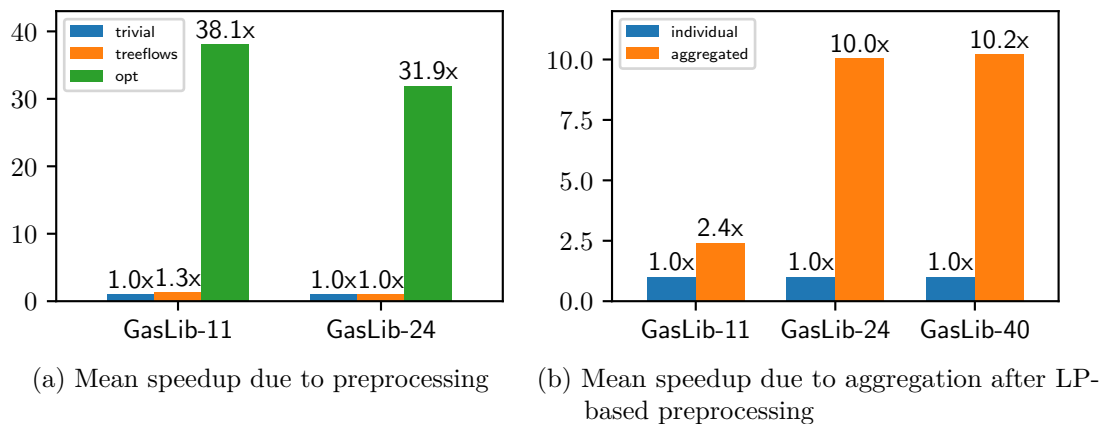 40
30
20
10
0
trivial
treeflows
opt
38.1x
31.9x
1.0x
1.3x
1.0x
1.0x
GasLib-11
GasLib-24
(a) Mean speedup due to preprocessing
10.0
7.5
5.0
2.5
0.0
individual
aggregated
10.0x
10.2x
2.4x
1.0x
1.0x
1.0x
GasLib-11
GasLib-24
GasLib-40
(b) Mean speedup due to aggregation after LP-
based preprocessing